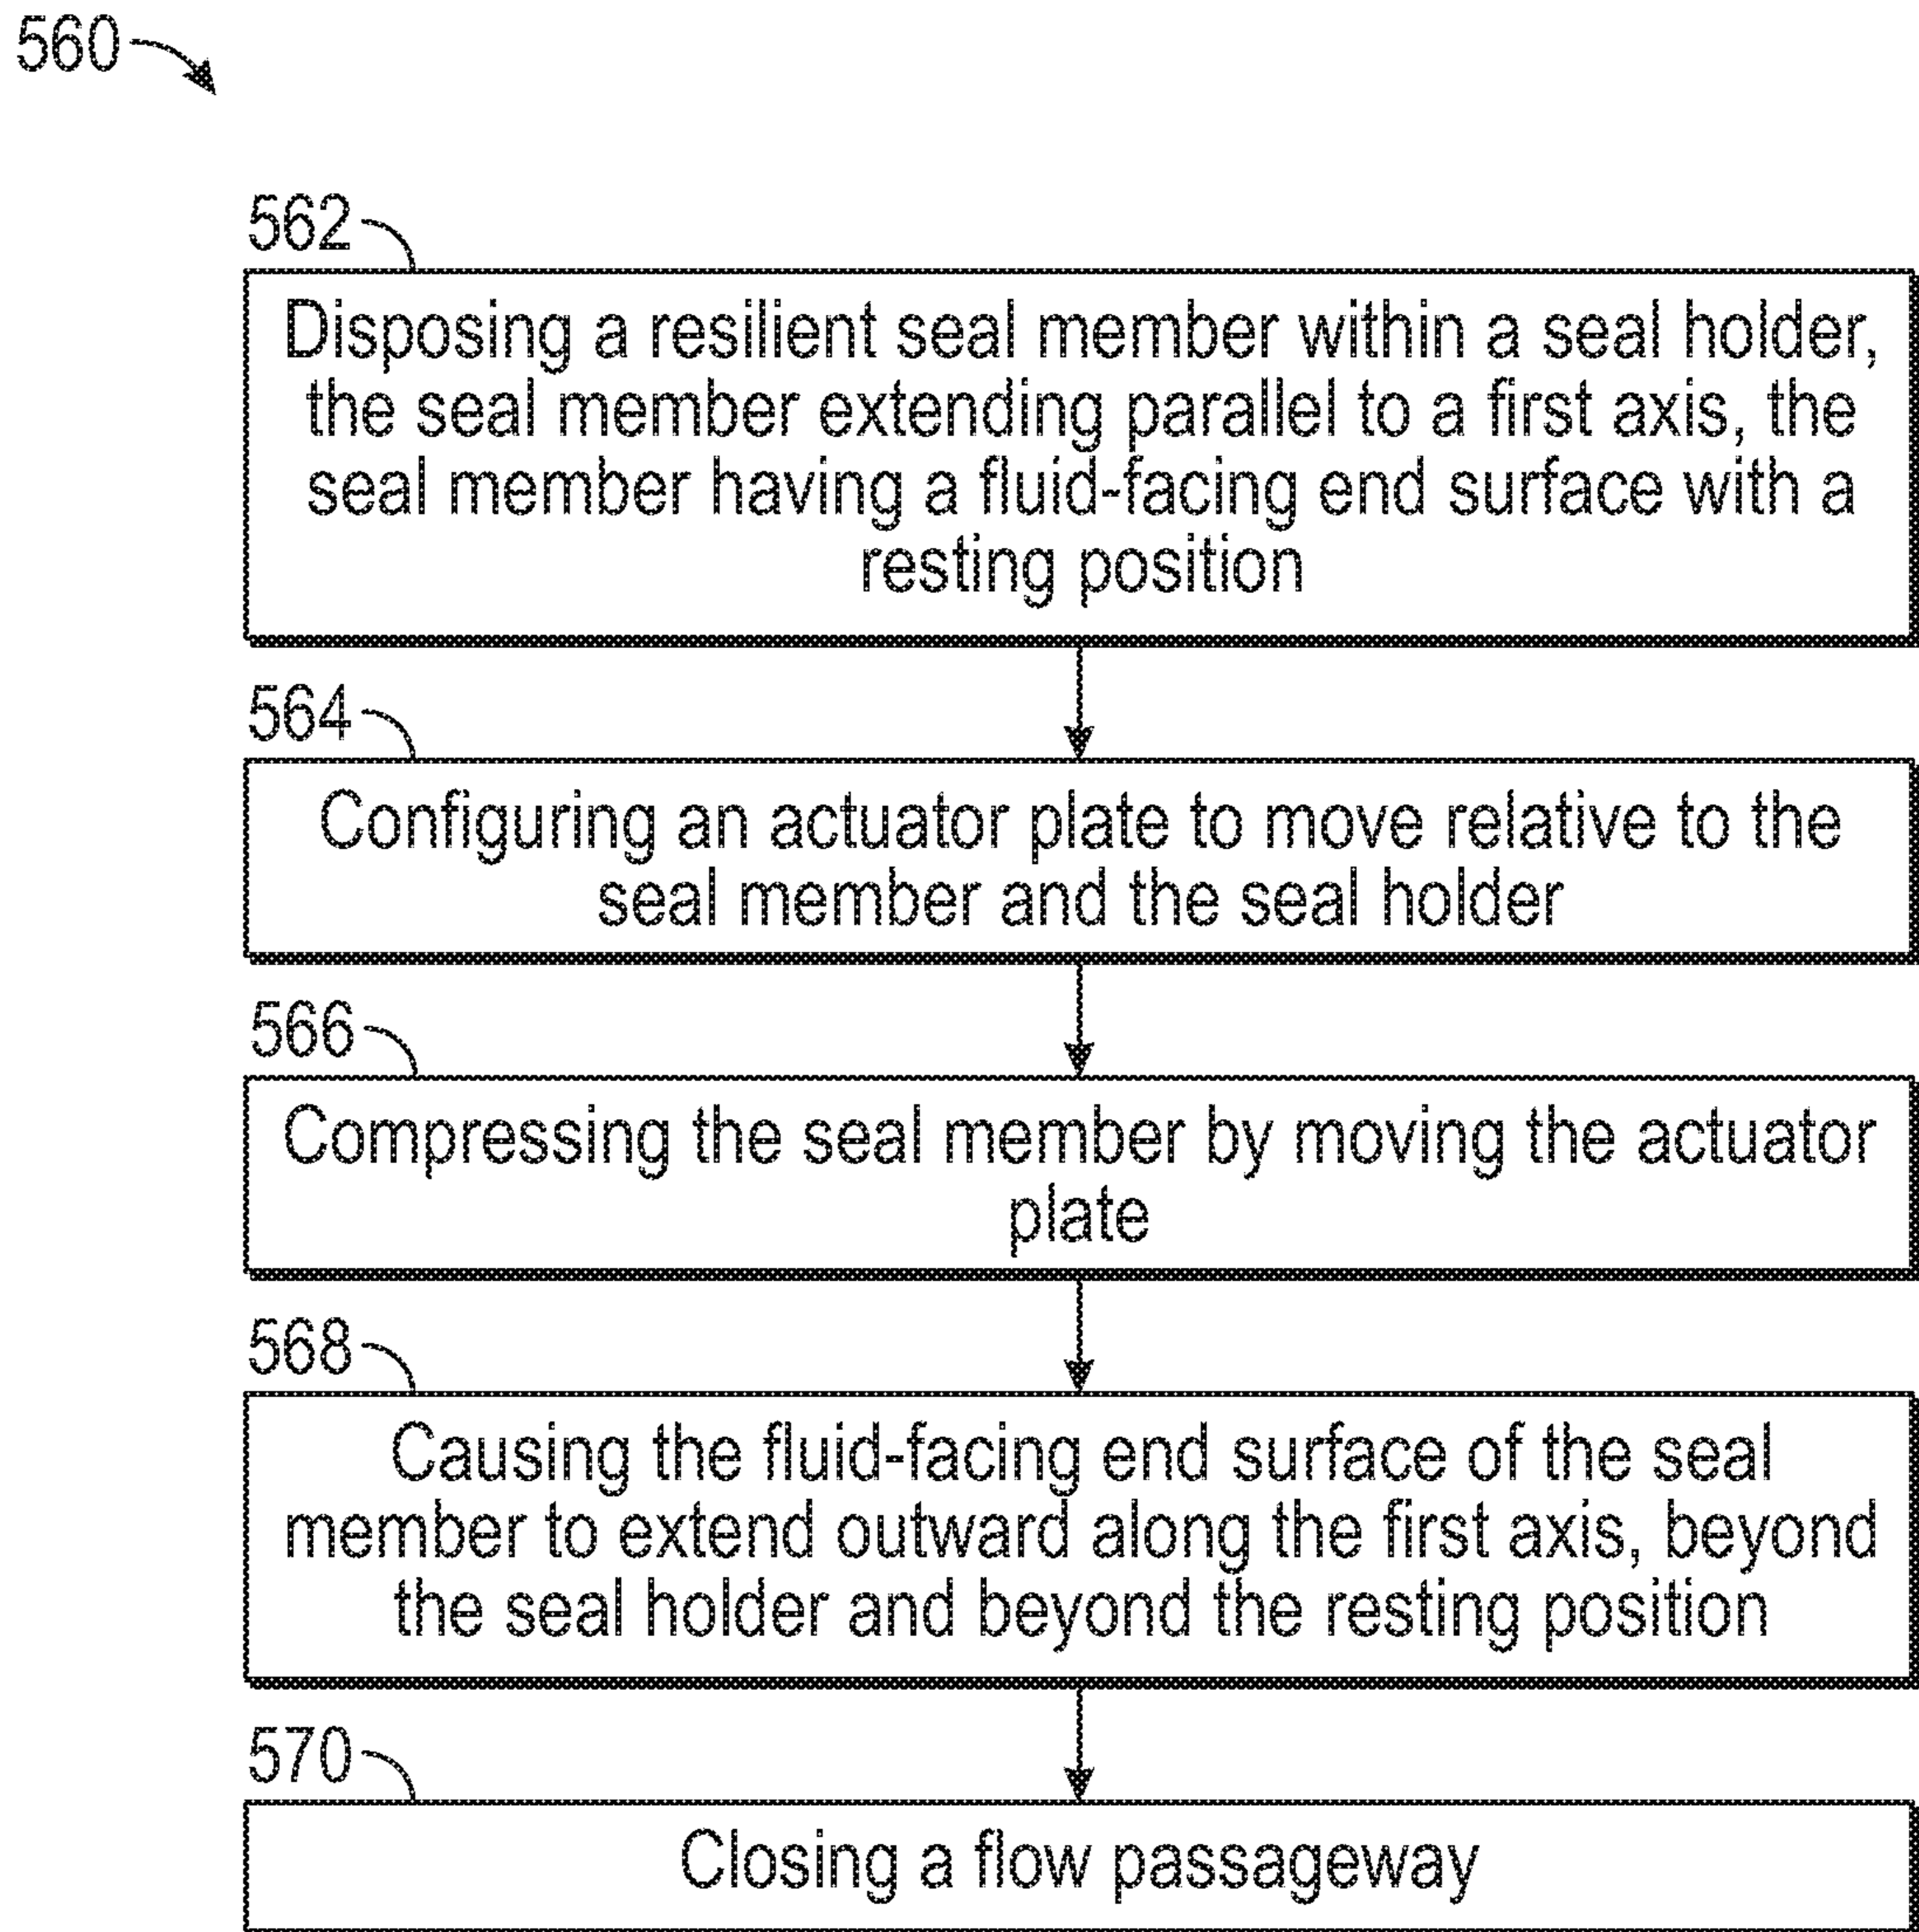 560
562
Disposing a resilient seal member within a seal holder,
the seal member extending parallel to a first axis, the
seal member having a fluid-facing end surface with a
resting position
564
Configuring an actuator plate to move relative to the
seal member and the seal holder
566
Compressing the seal member by moving the actuator
plate
568
Causing the fluid-facing end surface of the seal
member to extend outward along the first axis, beyond
the seal holder and beyond the resting position
570
Closing a flow passageway